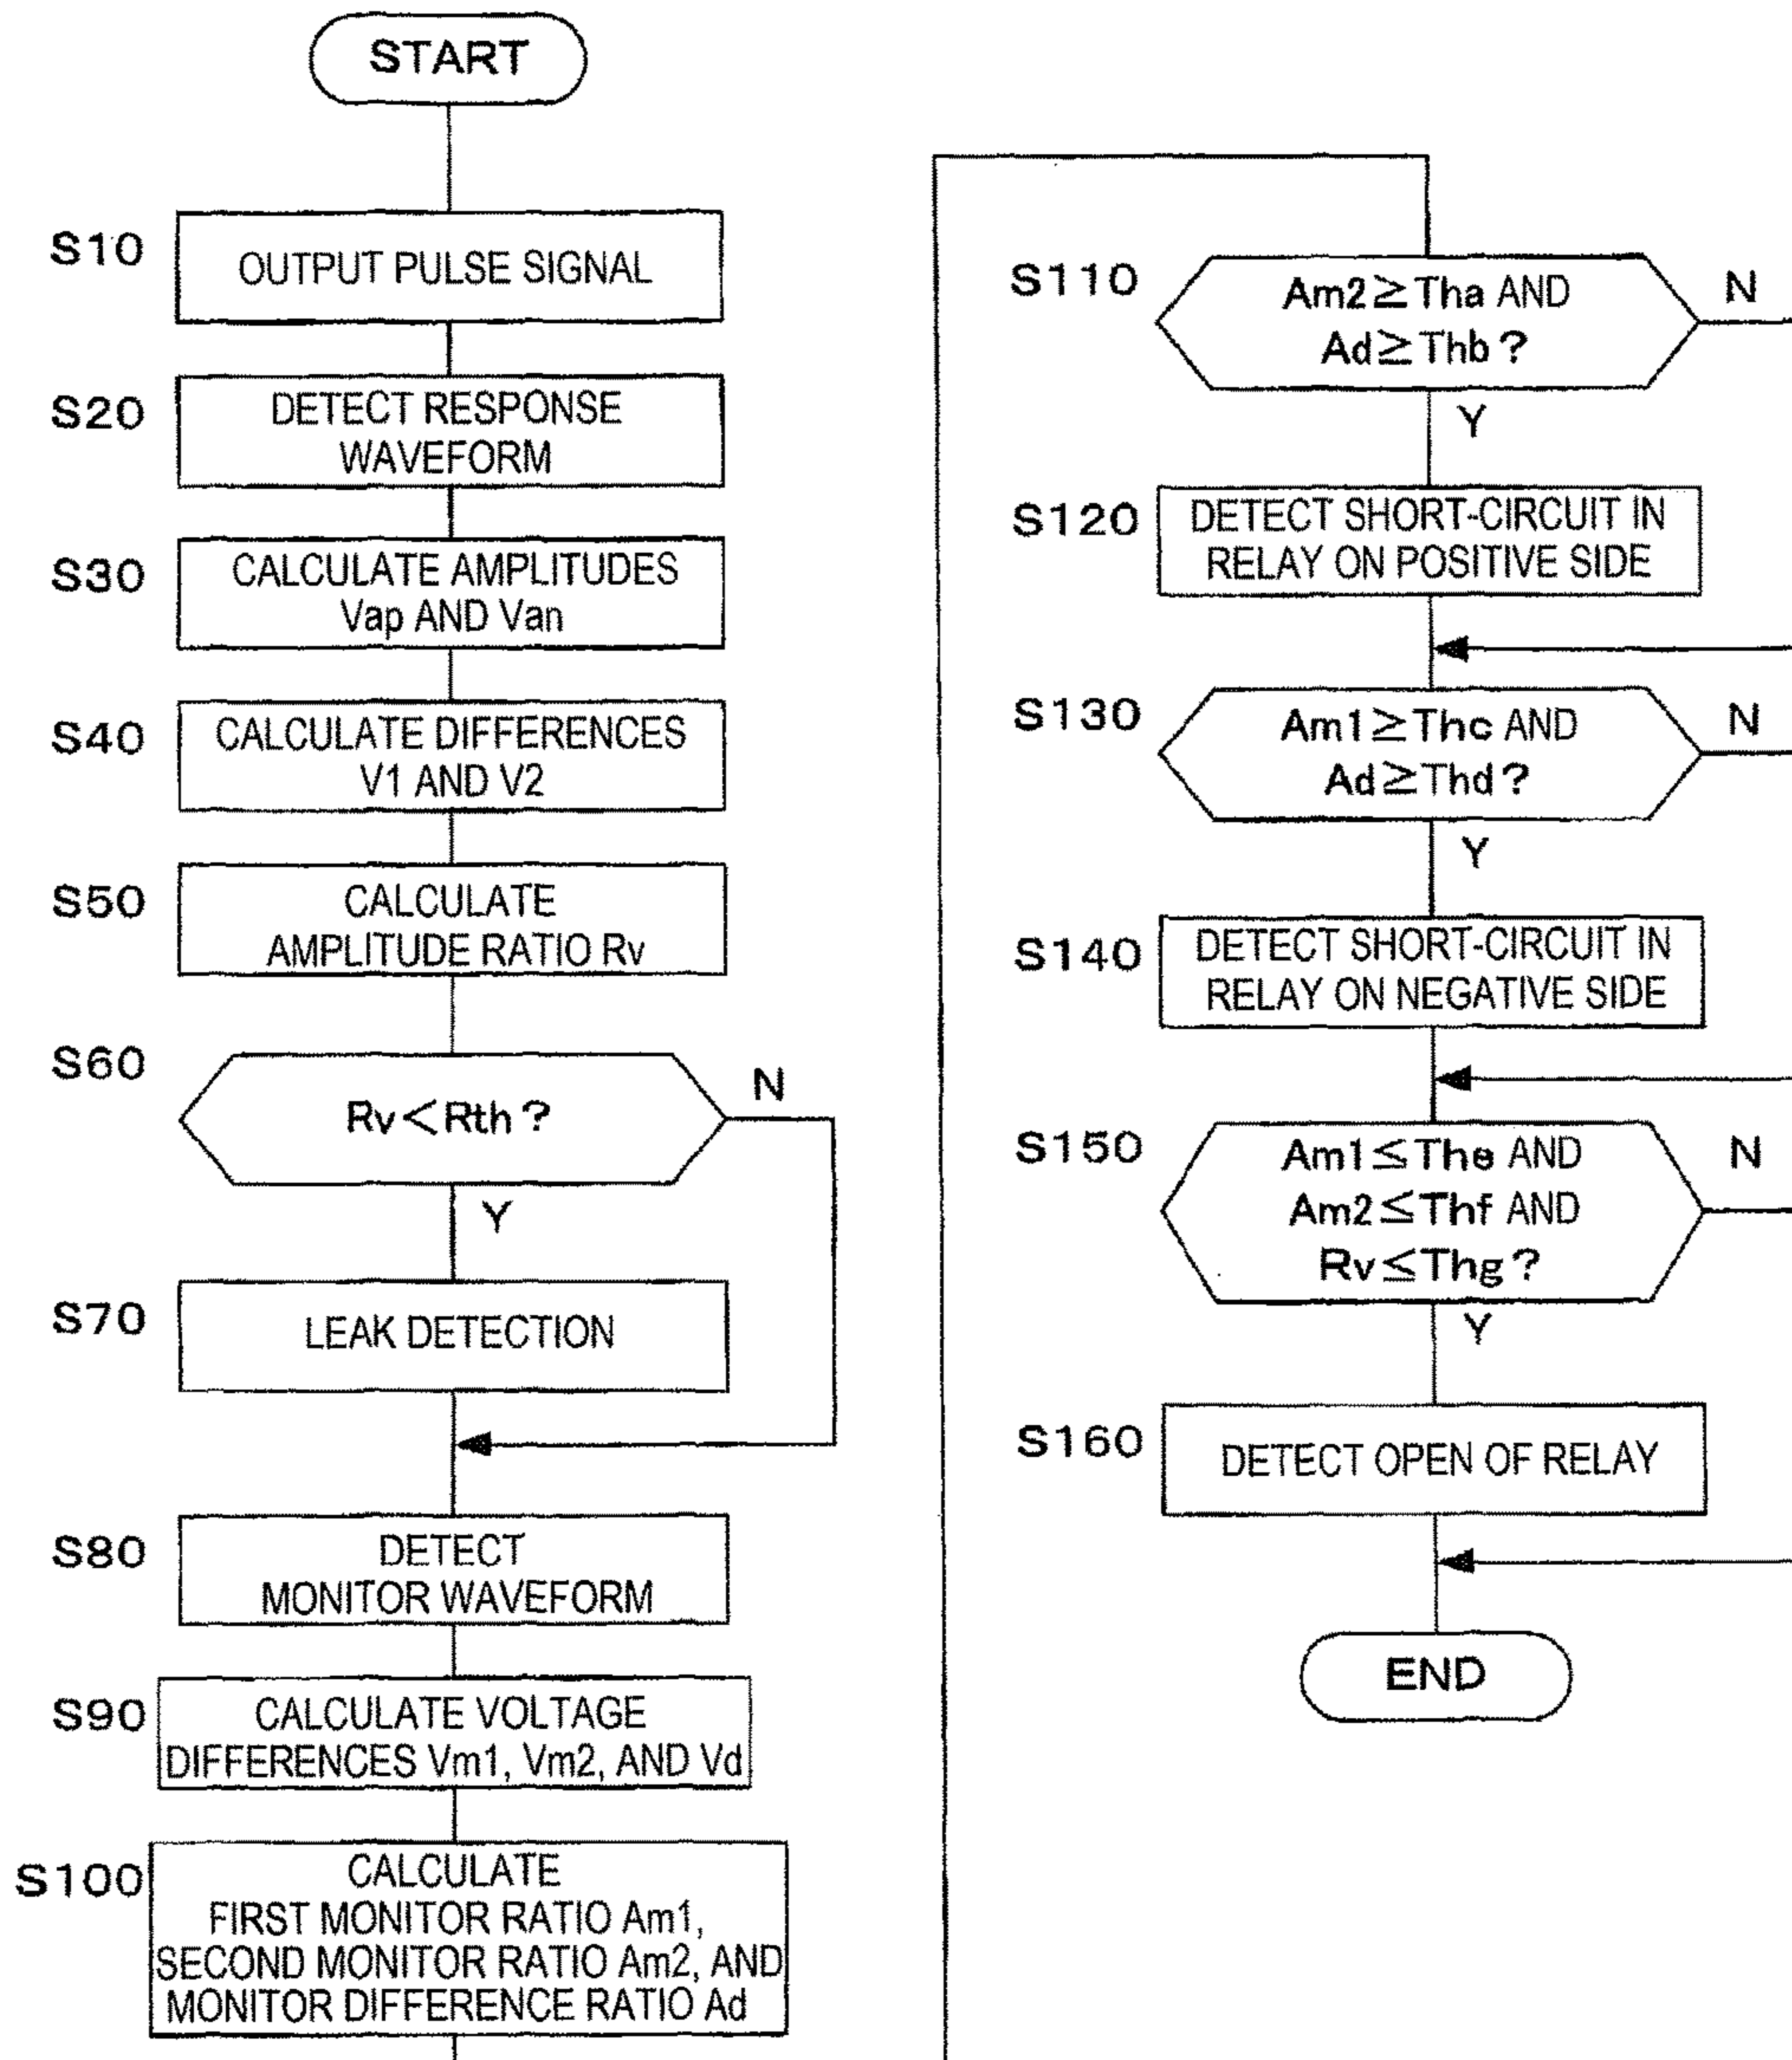 START
S10
OUTPUT PULSE SIGNAL
S20
DETECT RESPONSE
WAVEFORM
S30
CALCULATE AMPLITUDES
Vap AND Van
S40
CALCULATE DIFFERENCES
V1 AND V2
S50
CALCULATE
AMPLITUDE RATIO Rv
S60
Rv<Rth?
N
Y
S70
LEAK DETECTION
S80
DETECT
MONITOR WAVEFORM
S90
CALCULATE VOLTAGE
DIFFERENCES Vm1, Vm2, AND Vd
S100
CALCULATE
FIRST MONITOR RATIO Am1,
SECOND MONITOR RATIO Am2, AND
MONITOR DIFFERENCE RATIO Ad
S110
Am2≧Tha AND
Ad≧Thb?
N
Y
S120
DETECT SHORT-CIRCUIT IN
RELAY ON POSITIVE SIDE
S130
Am1≧Thc AND
Ad≧Thd?
N
Y
S140
DETECT SHORT-CIRCUIT IN
RELAY ON NEGATIVE SIDE
S150
Am1≦The AND
Am2≦Thf AND
Rv≦Thg?
N
Y
S160
DETECT OPEN OF RELAY
END